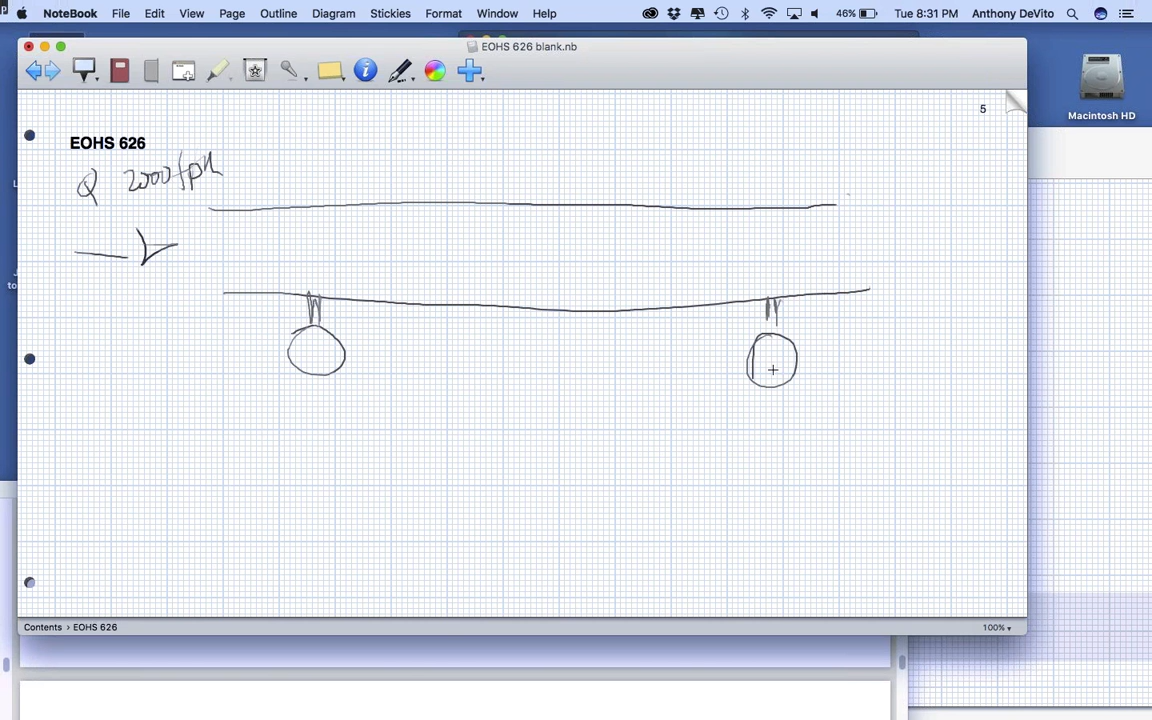 NotebBook File Edit View Page Outline Diagram Stickies Format Window Help 46% Tue 8:31 PM Anthony DeVito
EOHS 626 blank.nb
Macintosh HD
5
EOHS 626
Q 2000 fpm
Contents › EOHS 626
100%